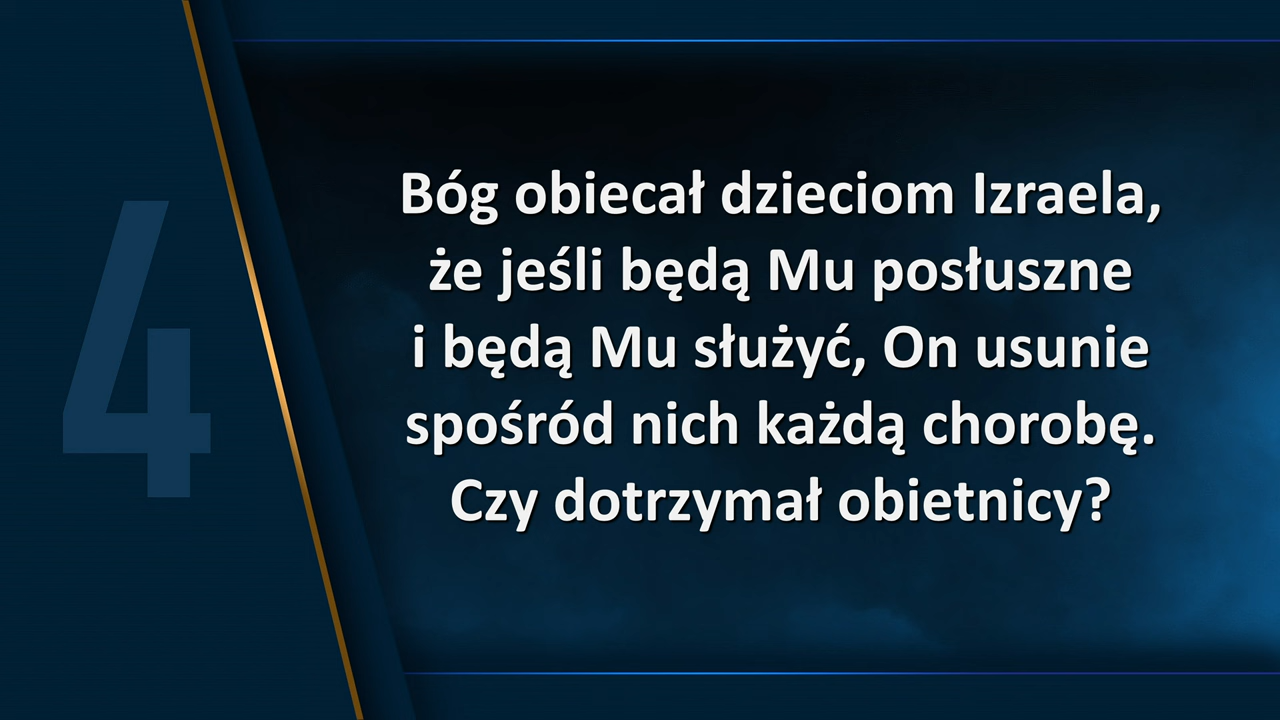 4
Bóg obiecał dzieciom Izraela,
że jeśli będą Mu posłuszne
i będą Mu służyć, On usunie
spośród nich każdą chorobę.
Czy dotrzymał obietnicy?